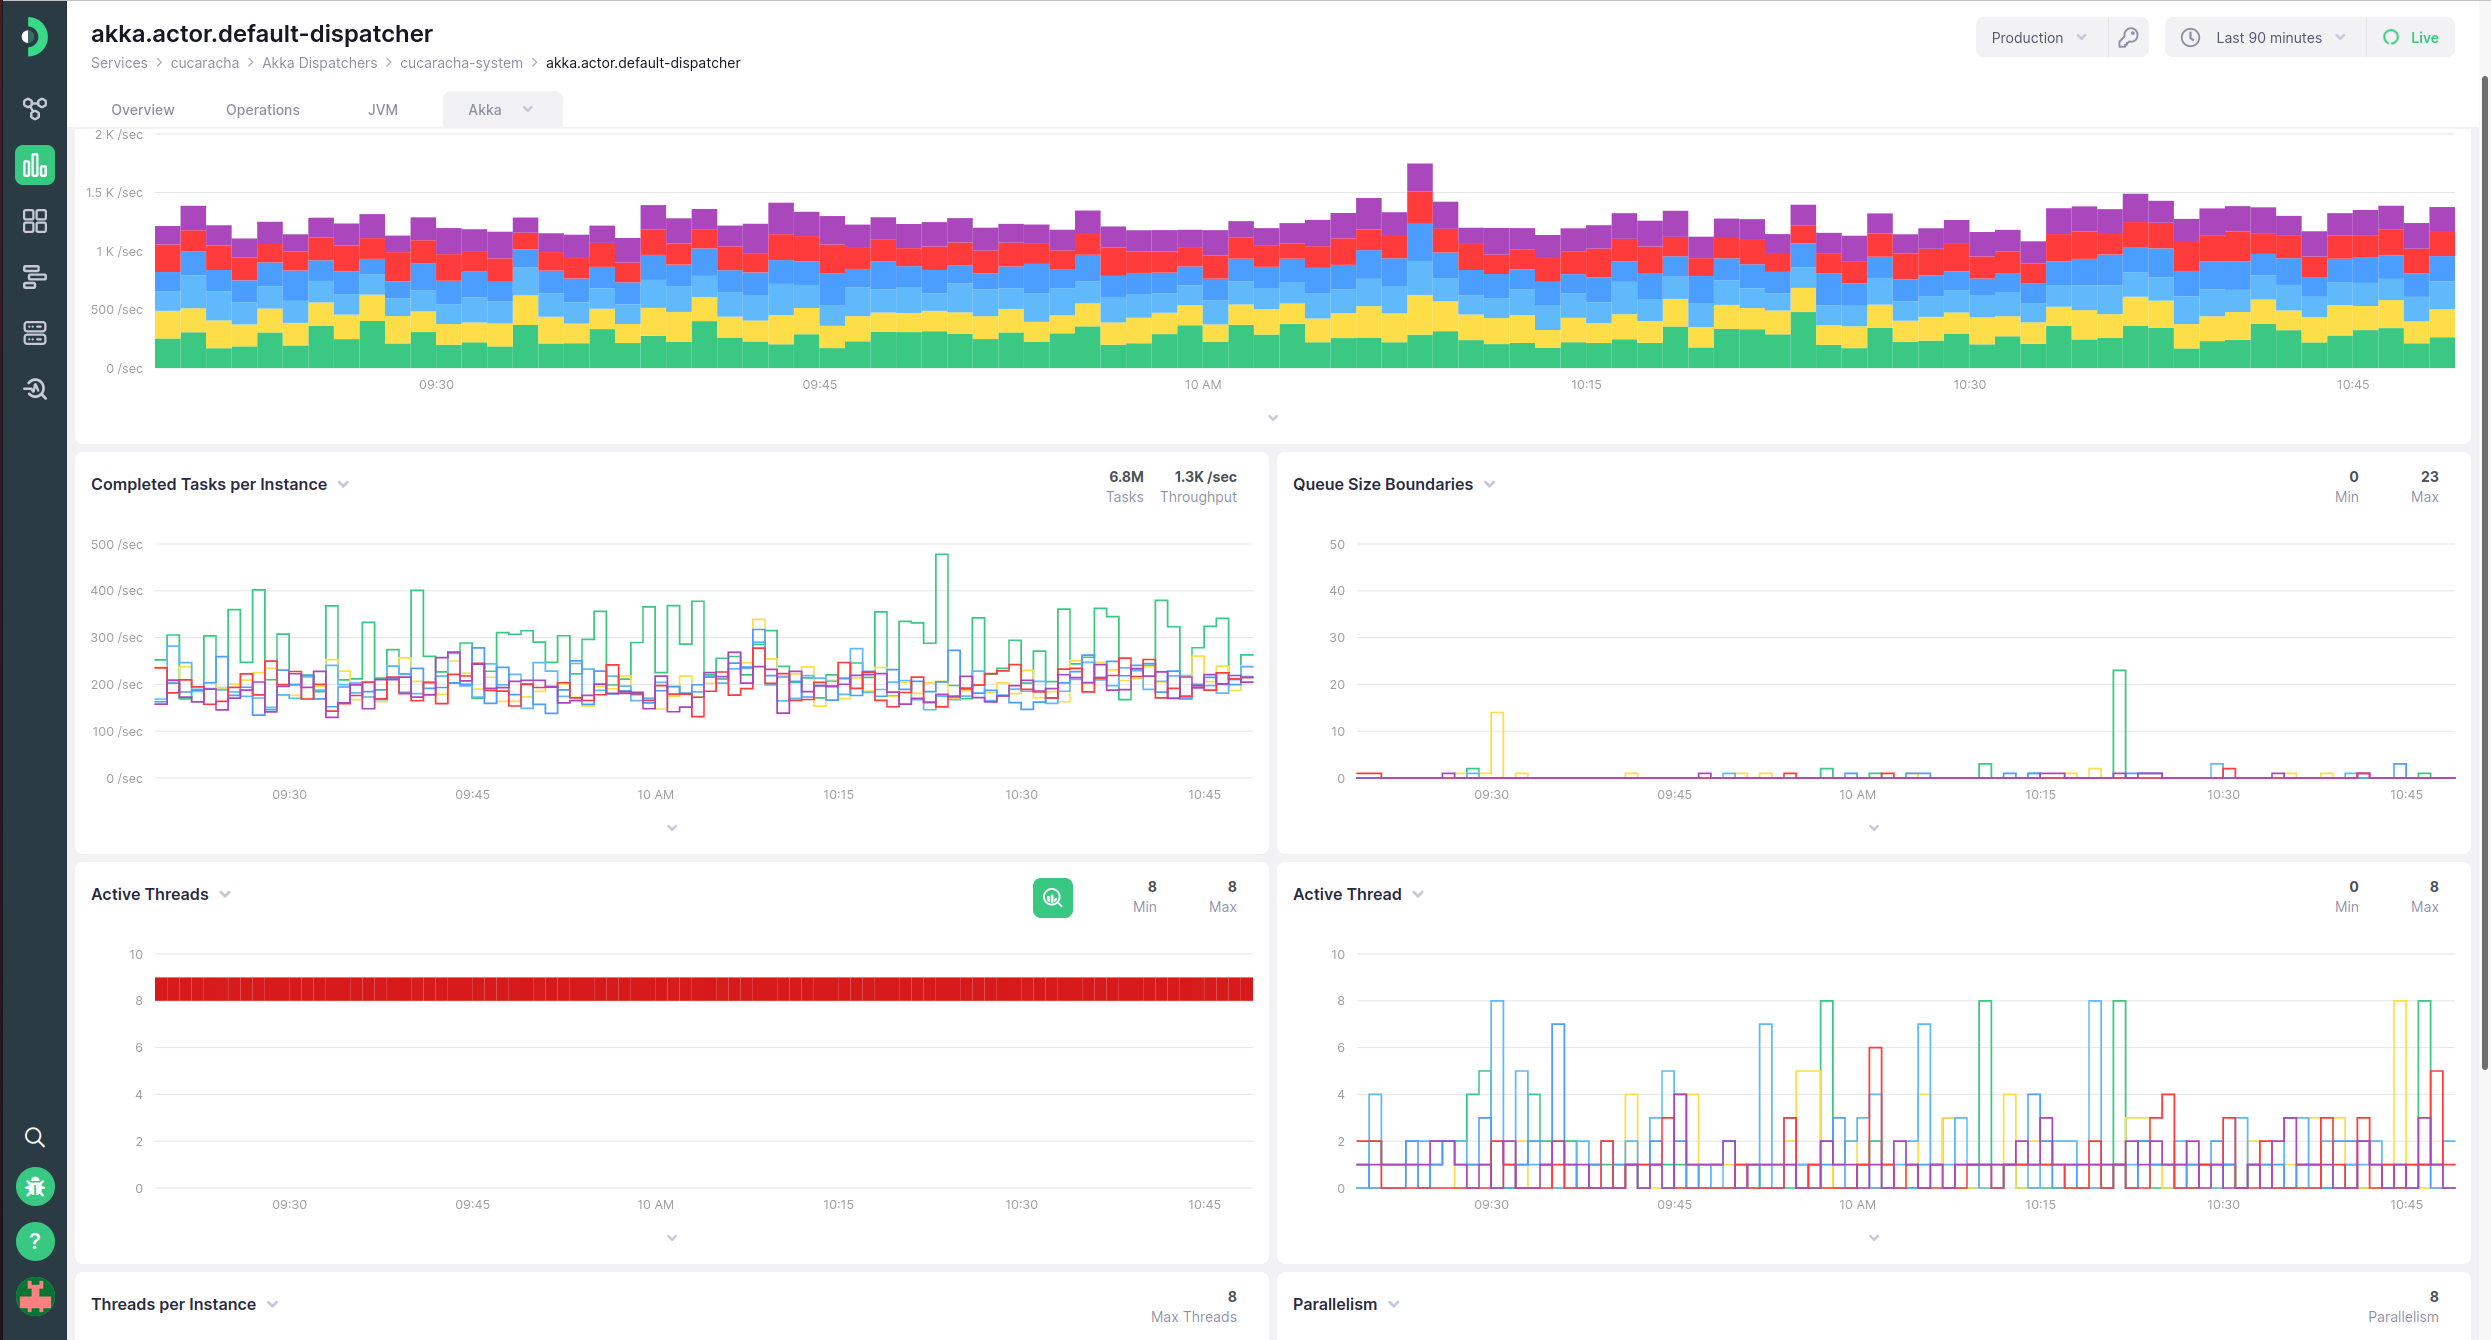 akka.actor.default-dispatcher
Services > cucaracha > Akka Dispatchers > cucaracha-system > akka.actor.default-dispatcher
Production
Last 90 minutes
Live
Overview
Operations
JVM
Akka
2 K /sec
1.5 K /sec
1 K /sec
500 /sec
0 /sec
09:30 09:45 10 AM 10:15 10:30 10:45
Completed Tasks per Instance
6.8M 1.3K /sec
Tasks Throughput
500 /sec
400 /sec
300 /sec
200 /sec
100 /sec
0 /sec
09:30 09:45 10 AM 10:15 10:30 10:45
Queue Size Boundaries
0 23
Min Max
50
40
30
20
10
0
09:30 09:45 10 AM 10:15 10:30 10:45
Active Threads
8 8
Min Max
10
8
6
4
2
0
09:30 09:45 10 AM 10:15 10:30 10:45
Active Thread
0 8
Min Max
10
8
6
4
2
0
09:30 09:45 10 AM 10:15 10:30 10:45
?
Threads per Instance
8
Max Threads
Parallelism
8
Parallelism